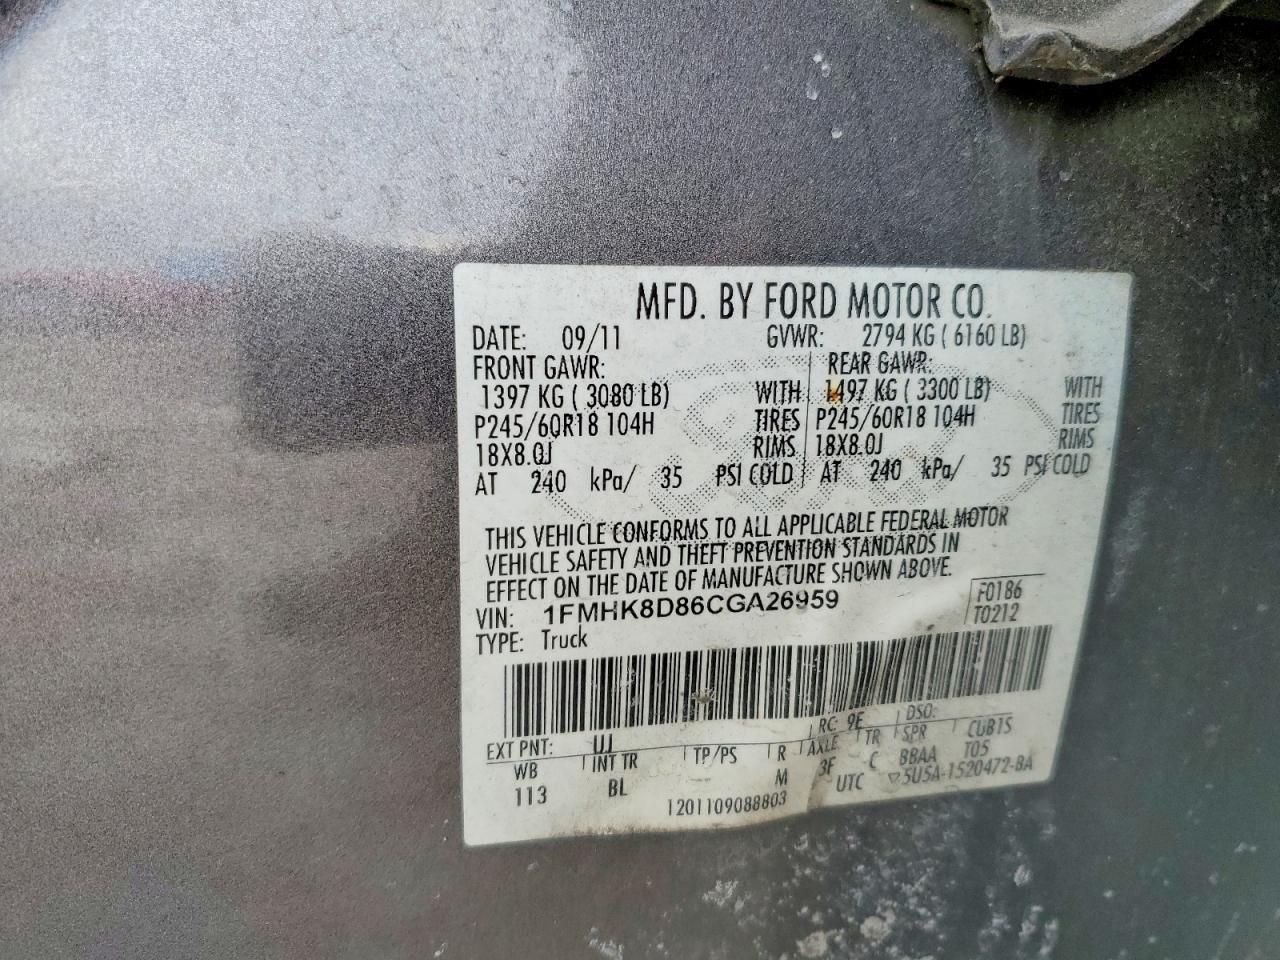 MFD. BY FORD MOTOR CO.
DATE: 09/11 GVWR: 2794 KG ( 6160 LB)
FRONT GAWR: REAR GAWR:
1397 KG ( 3080 LB) WITH 1497 KG ( 3300 LB) WITH
P245/60R18 104H TIRES P245/60R18 104H TIRES
18X8.0J RIMS 18X8.0J RIMS
AT 240 kPa/ 35 PSI COLD AT 240 kPa/ 35 PSI COLD
THIS VEHICLE CONFORMS TO ALL APPLICABLE FEDERAL MOTOR
VEHICLE SAFETY AND THEFT PREVENTION STANDARDS IN
EFFECT ON THE DATE OF MANUFACTURE SHOWN ABOVE.
VIN: 1FMHK8D86CGA26959 F0186
TYPE: Truck T0212
EXT PNT: UJ RC: 9E DSO:
WB INT TR TP/PS R AXLE TR SPR CUB1S
113 BL M 3F C BBAA T05
1201109088803 UTC ▽5U5A-1520472-BA